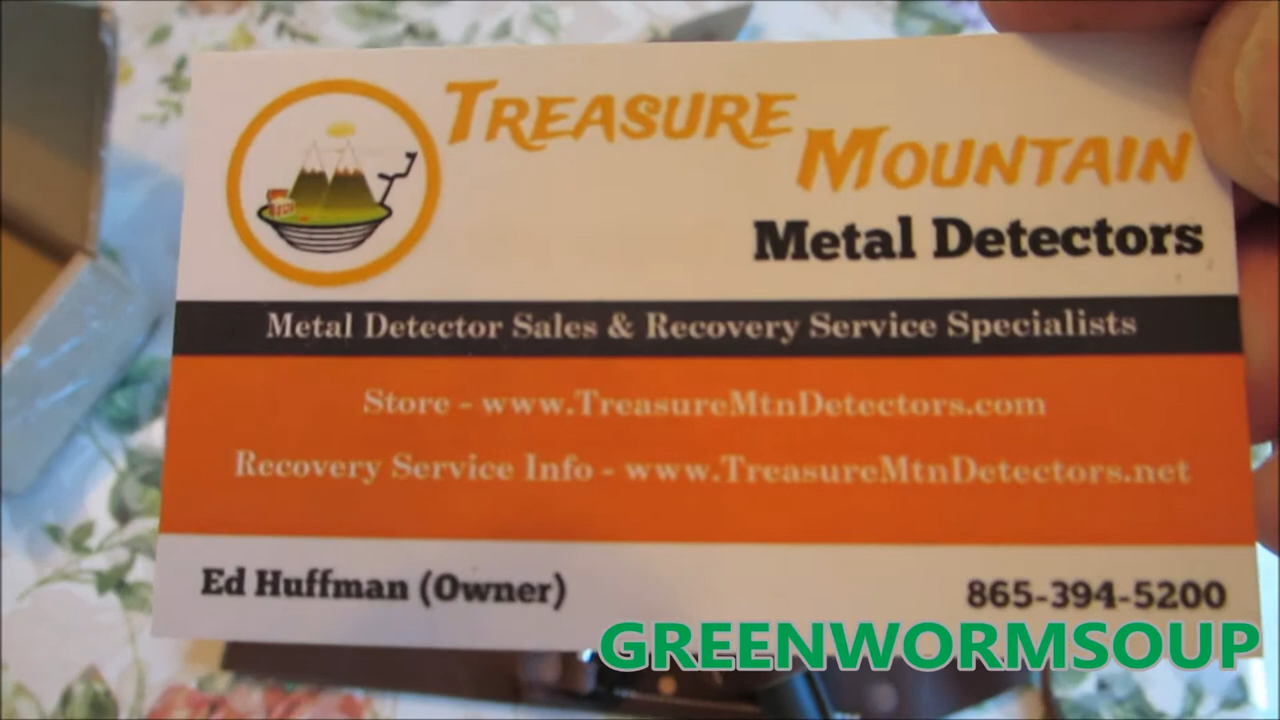 TREASURE
MOUNTAIN
Metal Detectors
Metal Detector Sales & Recovery Service Specialists
Store - www.TreasureMtnDetectors.com
Recovery Service Info - www.TreasureMtnDetectors.net
Ed Huffman (Owner)
865-394-5200
GREENWORMSOUP